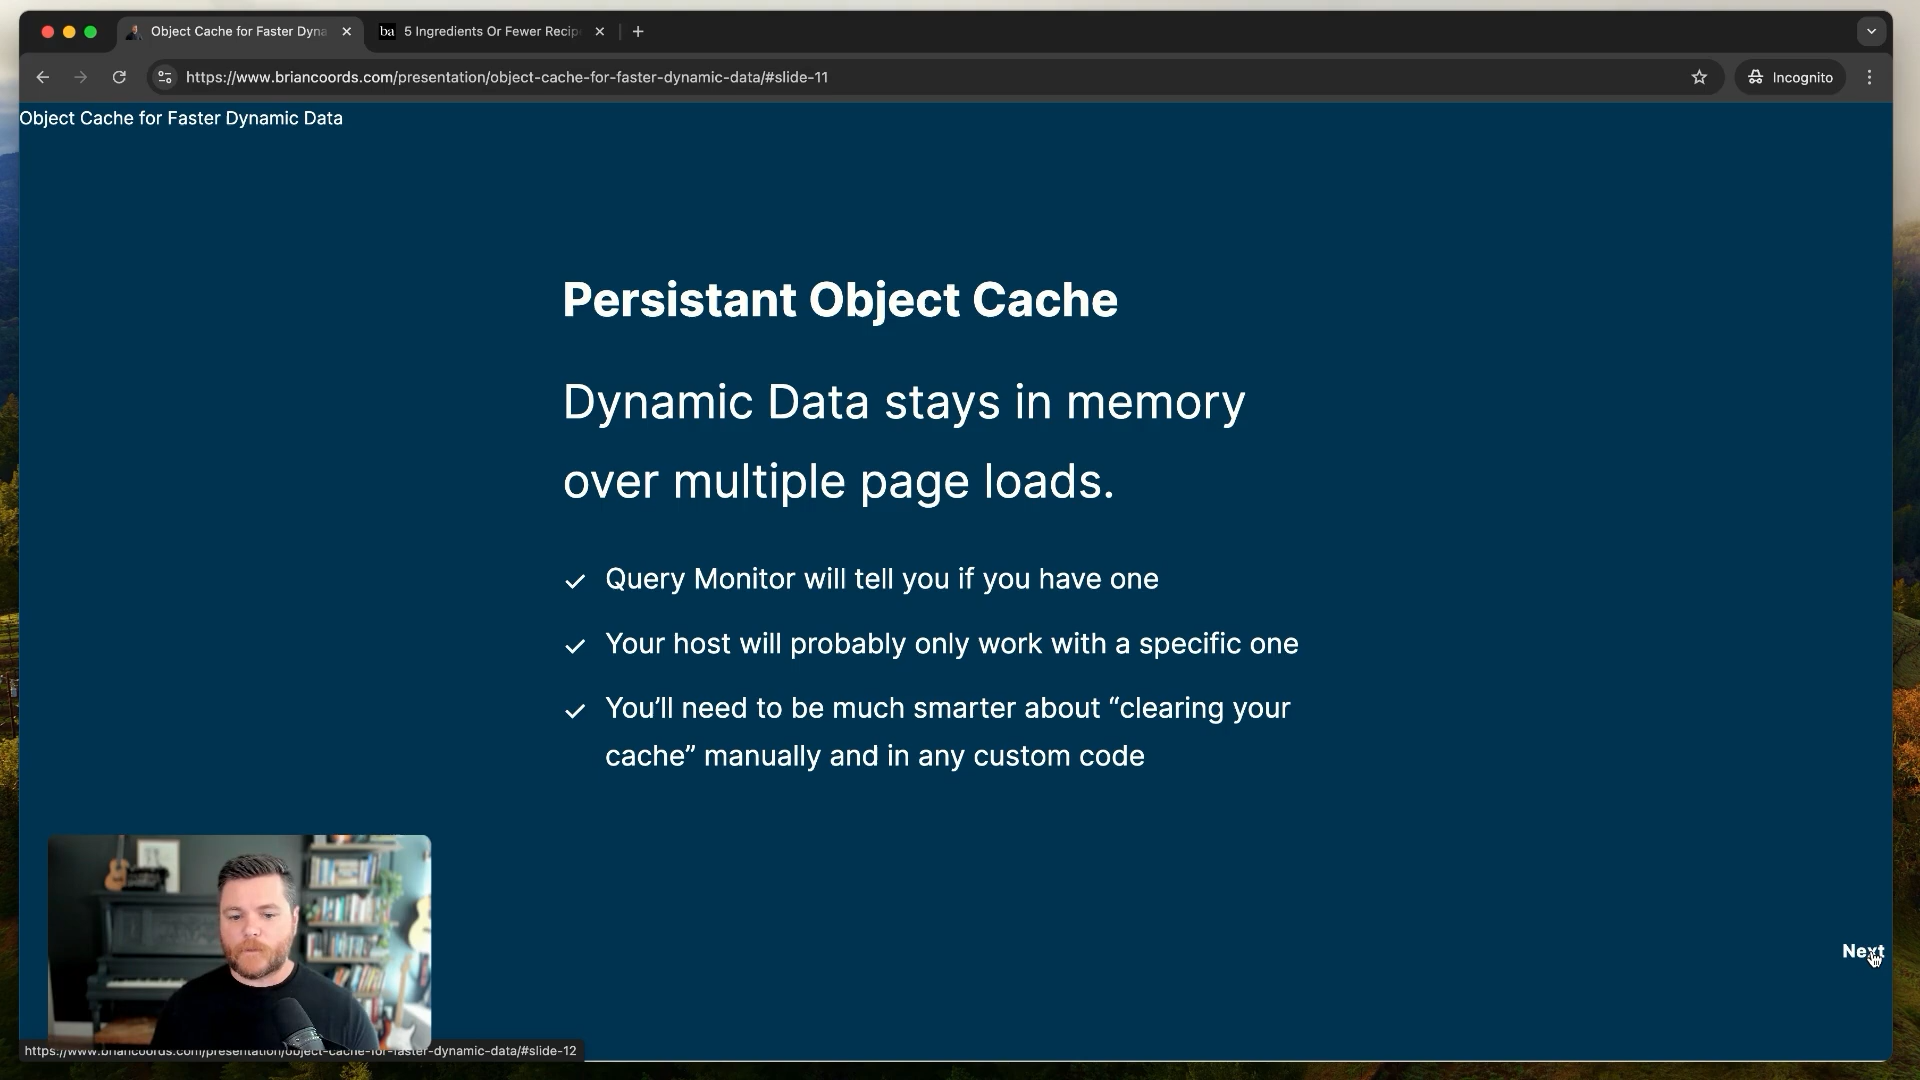 Object Cache for Faster Dyna
ba 5 Ingredients Or Fewer Recip
https://www.briancoords.com/presentation/object-cache-for-faster-dynamic-data/#slide-11
Incognito
Object Cache for Faster Dynamic Data
Persistant Object Cache
Dynamic Data stays in memory
over multiple page loads.
Query Monitor will tell you if you have one
Your host will probably only work with a specific one
You’ll need to be much smarter about “clearing your
cache” manually and in any custom code
Next
https://www.briancoords.com/presentation/object-cache-for-faster-dynamic-data/#slide-12